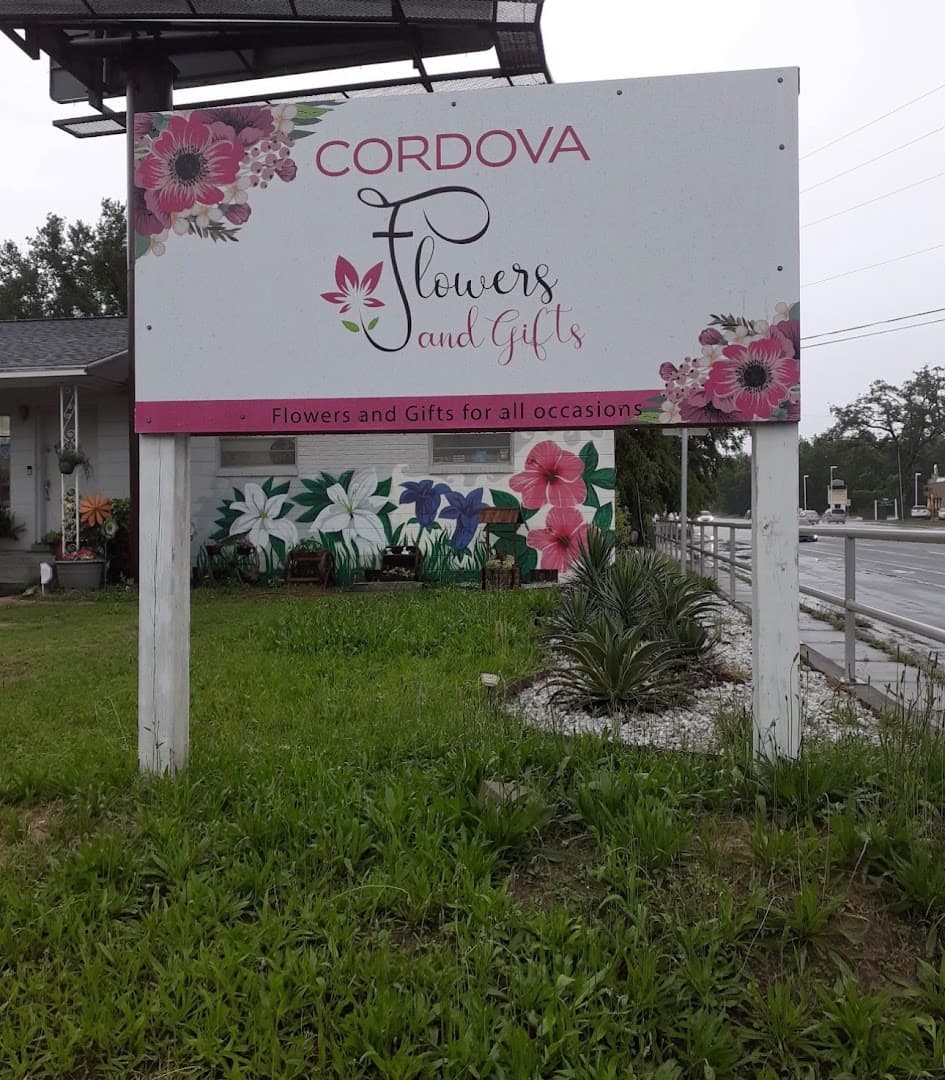 CORDOVA
Flowers
and Gifts
Flowers and Gifts for all occasions